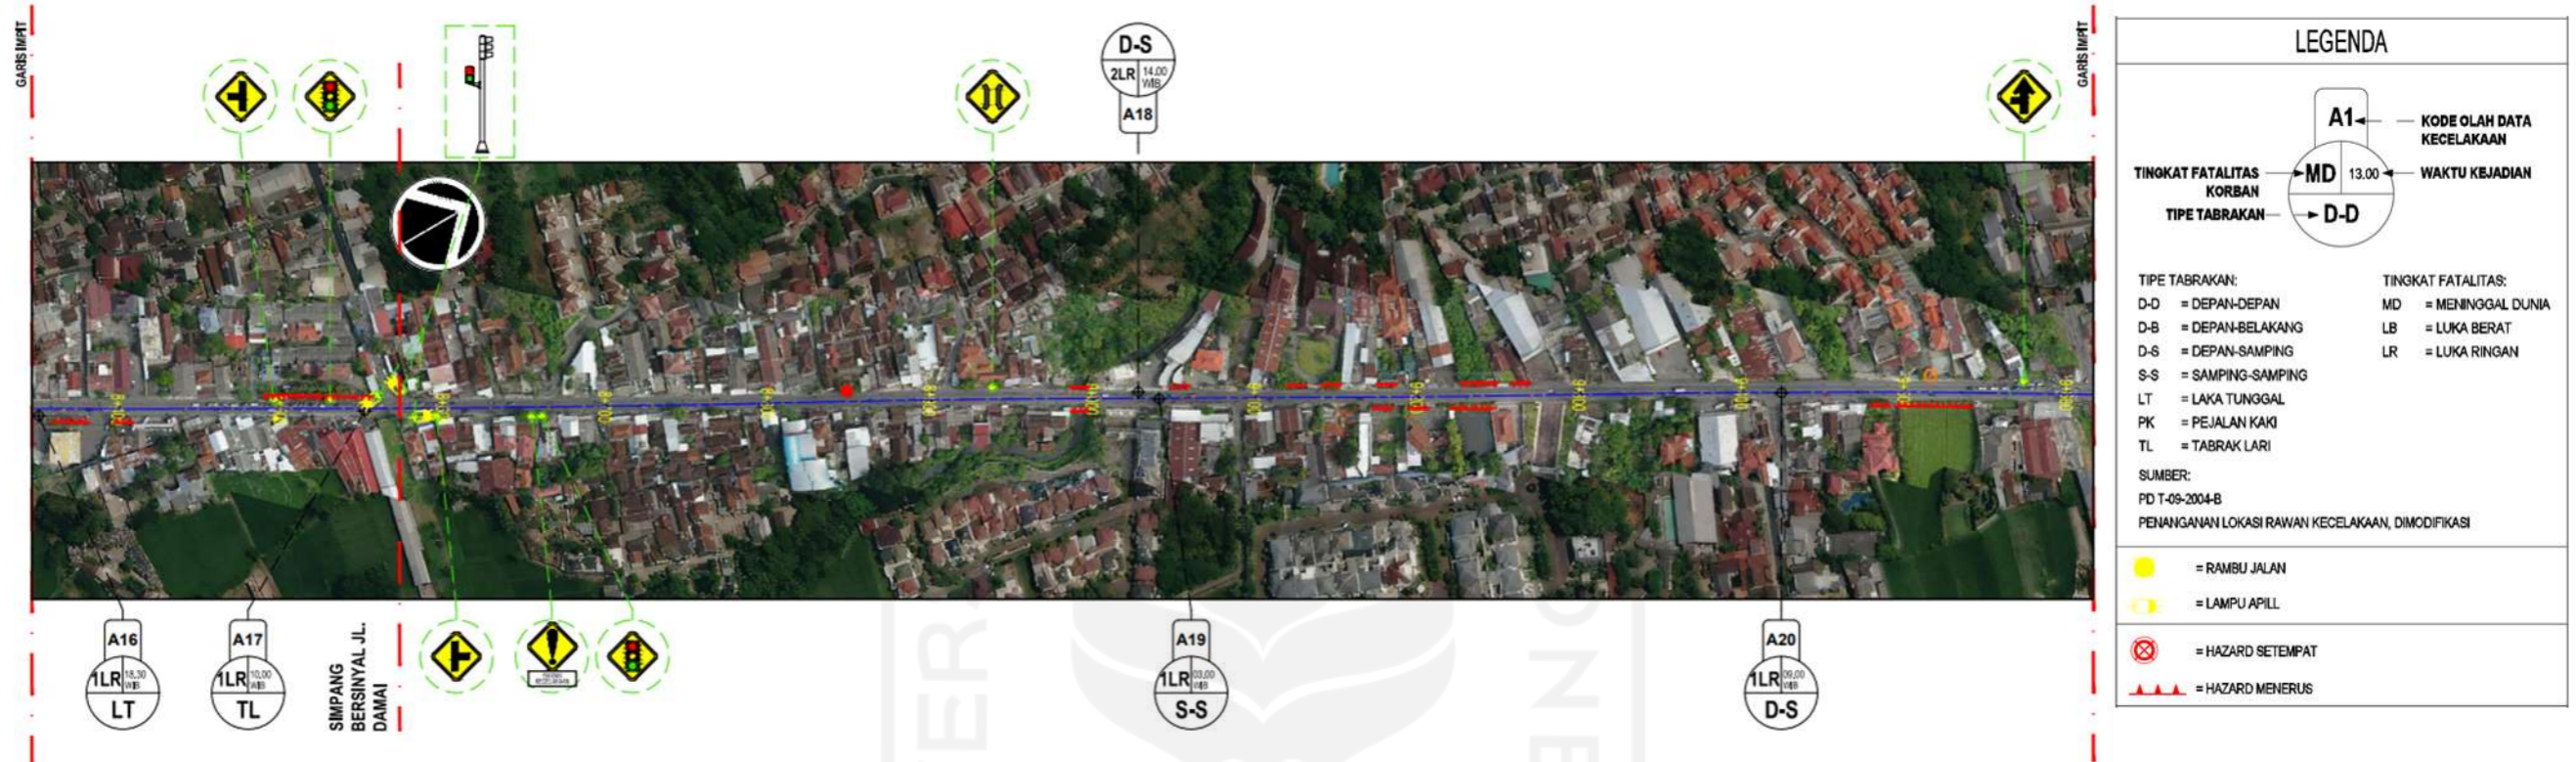 GARIS IMPIT
D-S
2LR 14.00 WIB
A18
GARIS IMPIT
A16
1LR 18.30 WIB
LT
A17
1LR 10.00 WIB
TL
SIMPANG
BERSINYAL JL.
DAMAI
A19
1LR 03.00 WIB
S-S
A20
1LR 09.00 WIB
D-S
LEGENDA
A1
KODE OLAH DATA
KECELAKAAN
TINGKAT FATALITAS
KORBAN
MD 13.00
WAKTU KEJADIAN
TIPE TABRAKAN
D-D
TIPE TABRAKAN:
D-D = DEPAN-DEPAN
D-B = DEPAN-BELAKANG
D-S = DEPAN-SAMPING
S-S = SAMPING-SAMPING
LT = LAKA TUNGGAL
PK = PEJALAN KAKI
TL = TABRAK LARI
TINGKAT FATALITAS:
MD = MENINGGAL DUNIA
LB = LUKA BERAT
LR = LUKA RINGAN
SUMBER:
PD T-09-2004-B
PENANGANAN LOKASI RAWAN KECELAKAAN, DIMODIFIKASI
= RAMBU JALAN
= LAMPU APILL
= HAZARD SETEMPAT
= HAZARD MENERUS